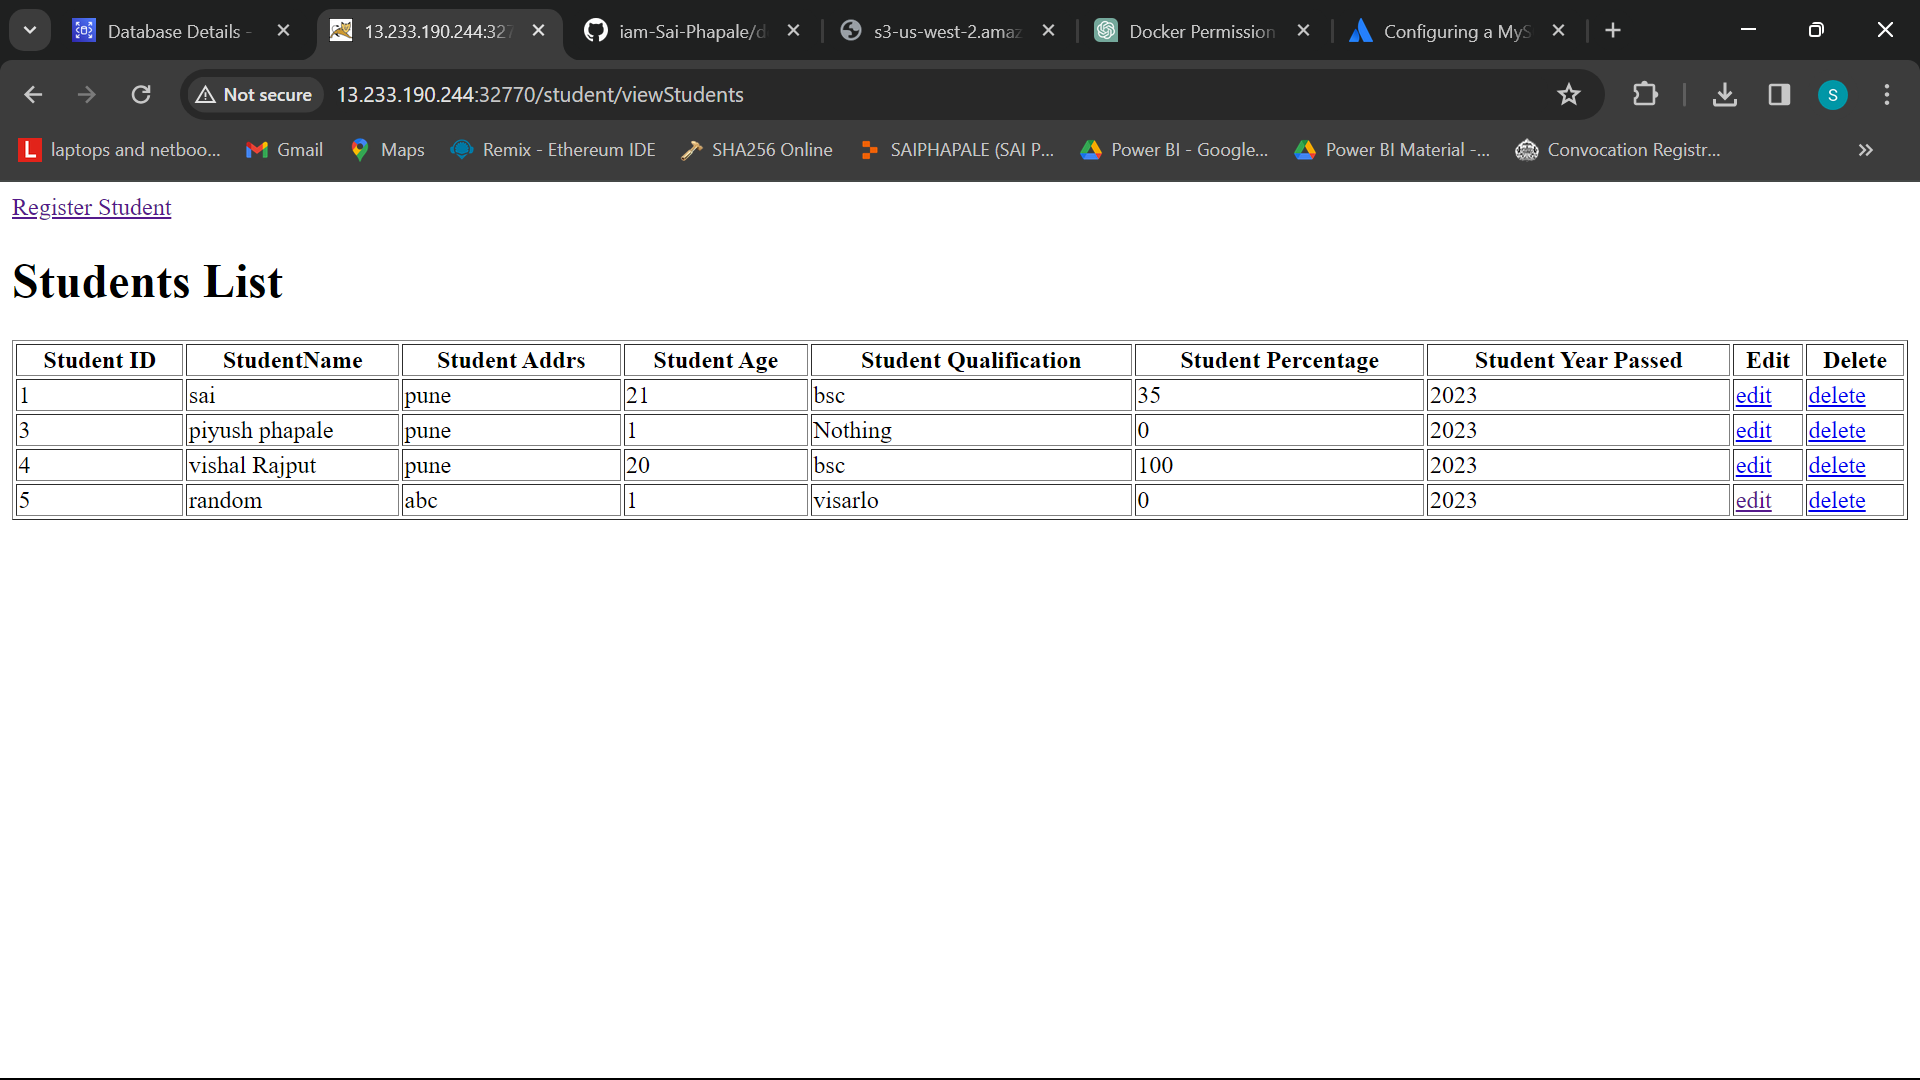 Database Details - 13.233.190.244:327 iam-Sai-Phapale/d s3-us-west-2.amaz Docker Permission Configuring a MyS
Not secure 13.233.190.244:32770/student/viewStudents S
L laptops and netboo... Gmail Maps Remix - Ethereum IDE SHA256 Online SAIPHAPALE (SAI P... Power BI - Google... Power BI Material -... Convocation Registr...
Register Student
Students List
Student ID StudentName Student Addrs Student Age Student Qualification Student Percentage Student Year Passed Edit Delete
1 sai pune 21 bsc 35 2023 edit delete
3 piyush phapale pune 1 Nothing 0 2023 edit delete
4 vishal Rajput pune 20 bsc 100 2023 edit delete
5 random abc 1 visarlo 0 2023 edit delete